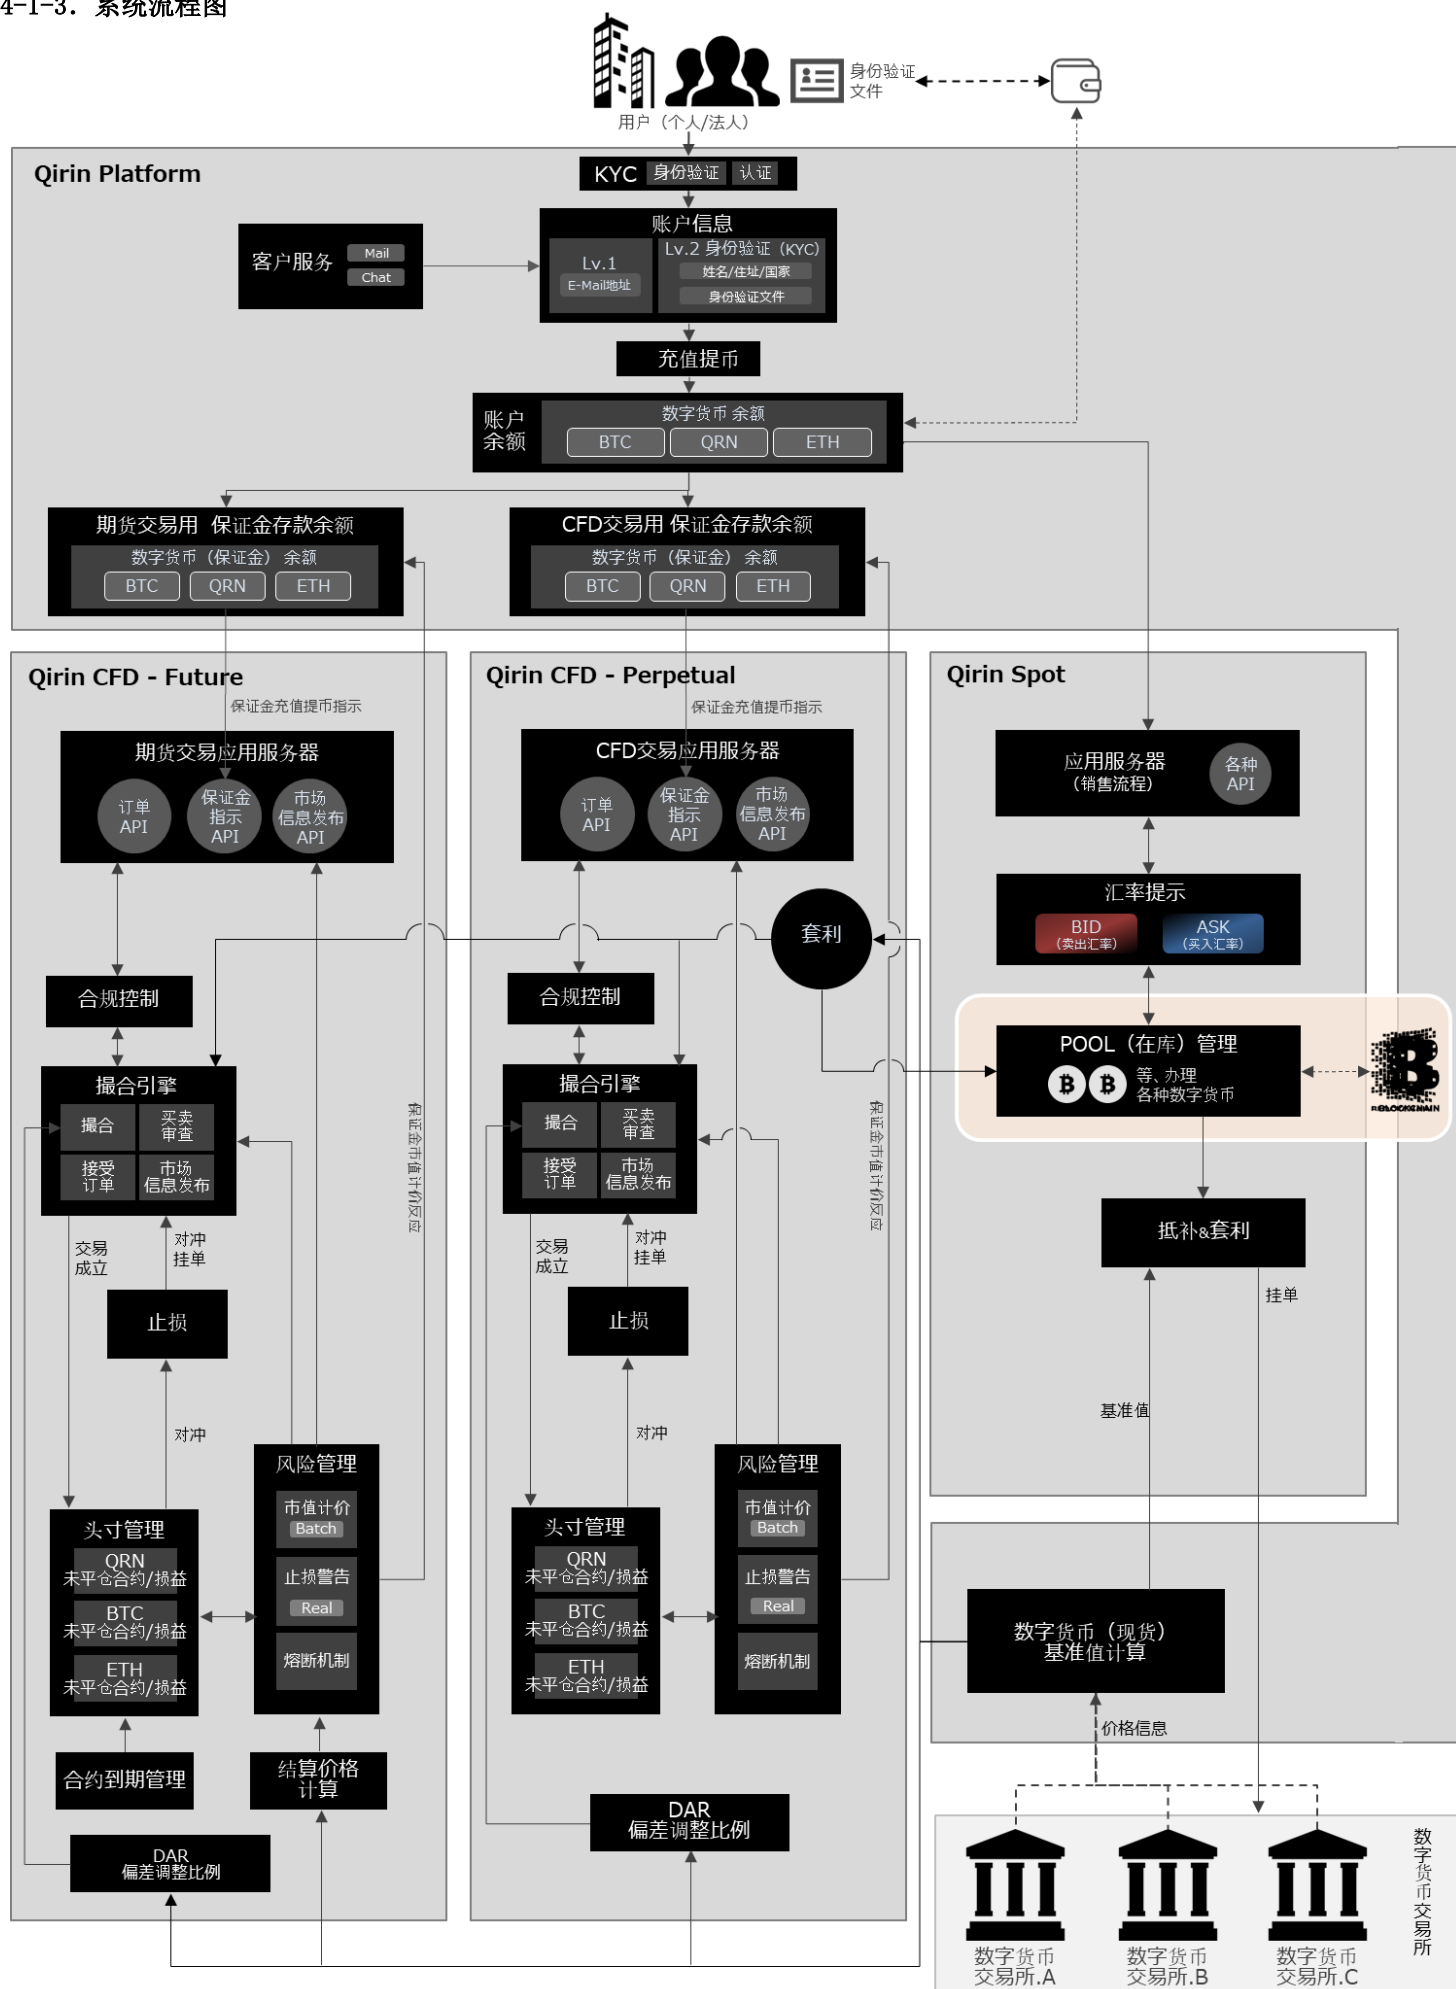 4-1-3. 系统流程图
身份验证
文件
用户（个人/法人）
Qirin Platform
KYC 身份验证 认证
账户信息
Lv.1
E-Mail地址
Lv.2 身份验证（KYC）
姓名/住址/国家
身份验证文件
客户服务
Mail
Chat
充值提币
账户
余额
数字货币 余额
BTC QRN ETH
期货交易用 保证金存款余额
数字货币（保证金） 余额
BTC QRN ETH
CFD交易用 保证金存款余额
数字货币（保证金） 余额
BTC QRN ETH
Qirin CFD - Future
保证金充值提币指示
期货交易应用服务器
订单
API
保证金
指示
API
市场
信息发布
API
合规控制
撮合引擎
撮合
买卖
审查
接受
订单
市场
信息发布
交易
成立
对冲
挂单
止损
对冲
保证金市值计价反应
风险管理
市值计价
Batch
止损警告
Real
熔断机制
头寸管理
QRN
未平仓合约/损益
BTC
未平仓合约/损益
ETH
未平仓合约/损益
合约到期管理
结算价格
计算
DAR
偏差调整比例
Qirin CFD - Perpetual
保证金充值提币指示
CFD交易应用服务器
订单
API
保证金
指示
API
市场
信息发布
API
套利
合规控制
撮合引擎
撮合
买卖
审查
接受
订单
市场
信息发布
交易
成立
对冲
挂单
止损
对冲
保证金市值计价反应
风险管理
市值计价
Batch
止损警告
Real
熔断机制
头寸管理
QRN
未平仓合约/损益
BTC
未平仓合约/损益
ETH
未平仓合约/损益
DAR
偏差调整比例
Qirin Spot
应用服务器
（销售流程）
各种
API
汇率提示
BID
（卖出汇率）
ASK
（买入汇率）
POOL（在库）管理
等、办理
各种数字货币
抵补&套利
挂单
基准值
数字货币（现货）
基准值计算
价格信息
数字货币交易所
数字货币
交易所.A
数字货币
交易所.B
数字货币
交易所.C